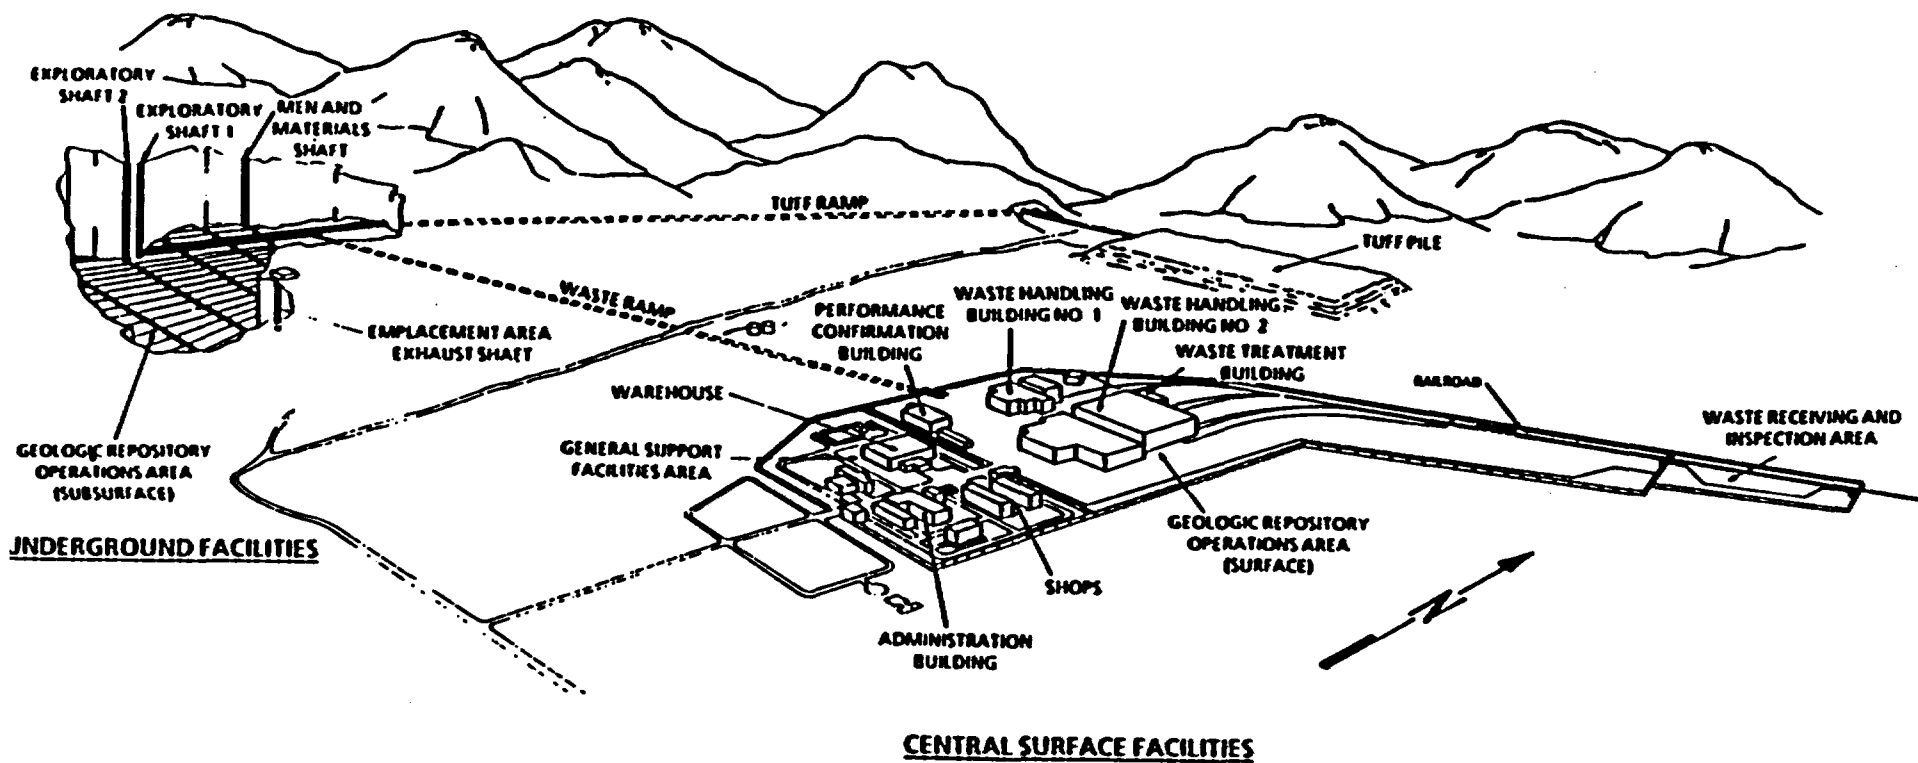 EXPLORATORY
SHAFT 2
EXPLORATORY
SHAFT 1
MEN AND
MATERIALS
SHAFT
TUFF RAMP
TUFF PILE
WASTE RAMP
EMPLACEMENT AREA
EXHAUST SHAFT
PERFORMANCE
CONFIRMATION
BUILDING
WASTE HANDLING
BUILDING NO 1
WASTE HANDLING
BUILDING NO 2
WASTE TREATMENT
BUILDING
RAILROAD
WASTE RECEIVING AND
INSPECTION AREA
WAREHOUSE
GENERAL SUPPORT
FACILITIES AREA
GEOLOGIC REPOSITORY
OPERATIONS AREA
(SUBSURFACE)
UNDERGROUND FACILITIES
GEOLOGIC REPOSITORY
OPERATIONS AREA
(SURFACE)
SHOPS
ADMINISTRATION
BUILDING
N
CENTRAL SURFACE FACILITIES